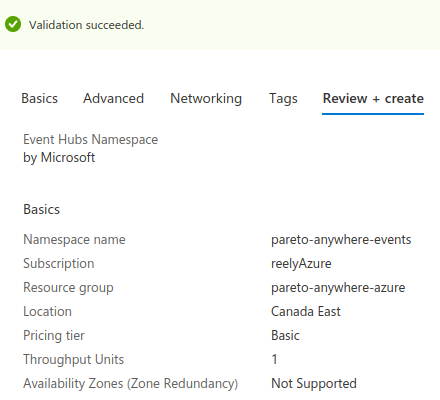 Validation succeeded.
Basics Advanced Networking Tags Review + create
Event Hubs Namespace
by Microsoft
Basics
Namespace name pareto-anywhere-events
Subscription reelyAzure
Resource group pareto-anywhere-azure
Location Canada East
Pricing tier Basic
Throughput Units 1
Availability Zones (Zone Redundancy) Not Supported